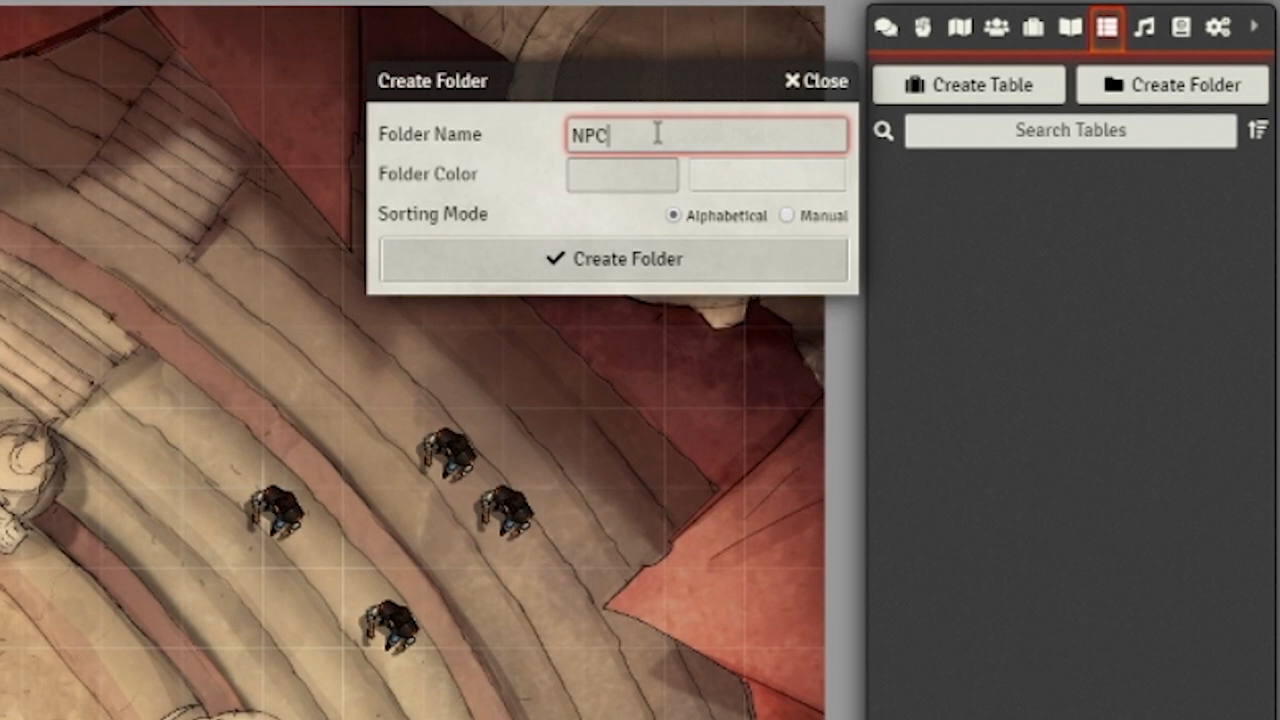 Create Folder
Close
Folder Name
NPC
Folder Color
Sorting Mode
Alphabetical
Manual
Create Folder
Create Table
Create Folder
Search Tables